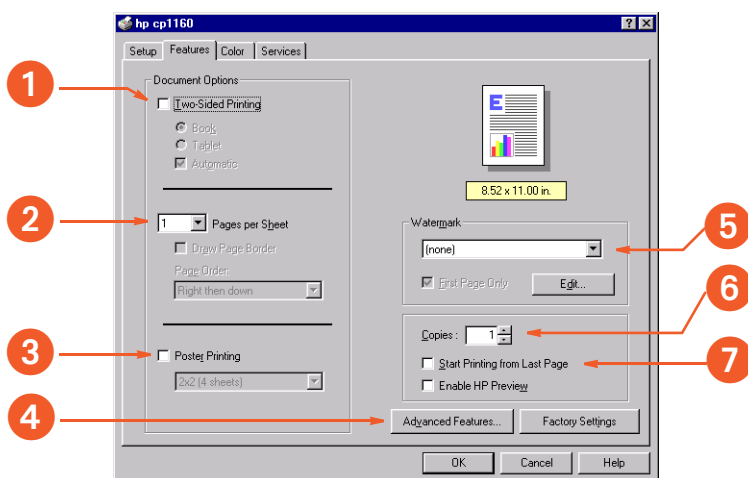 hp cp1160
Setup Features Color Services
Document Options
Two-Sided Printing
Book
Tablet
Automatic
1 Pages per Sheet
Draw Page Border
Page Order:
Right then down
Poster Printing
2x2 (4 sheets)
E
8.52 x 11.00 in.
Watermark
(none)
First Page Only Edit...
Copies : 1
Start Printing from Last Page
Enable HP Preview
Advanced Features... Factory Settings
OK Cancel Help
1
2
3
4
5
6
7